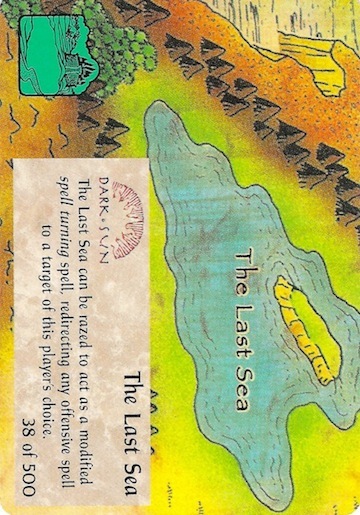 The Last Sea
DARK • SUN
The Last Sea
The Last Sea can be razed to act as a modified
spell turning spell, redirecting any offensive spell
to a target of this player's choice.
38 of 500